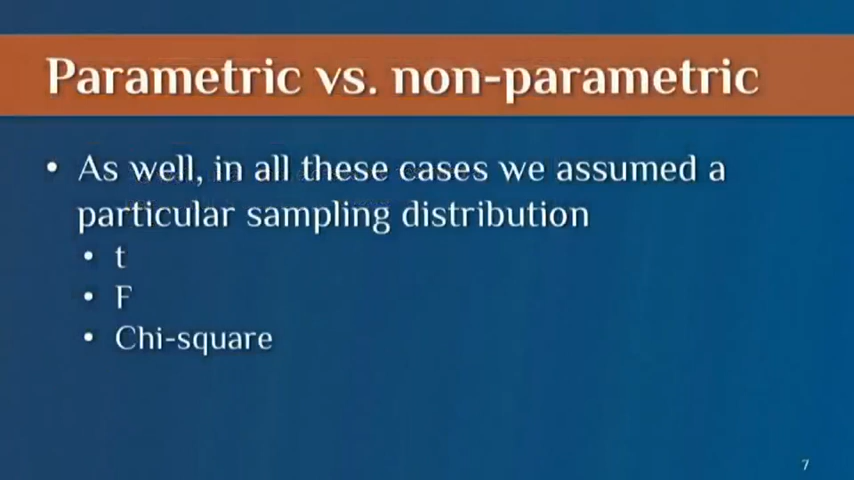 Parametric vs. non-parametric
• As well, in all these cases we assumed a
particular sampling distribution
• t
• F
• Chi-square
7